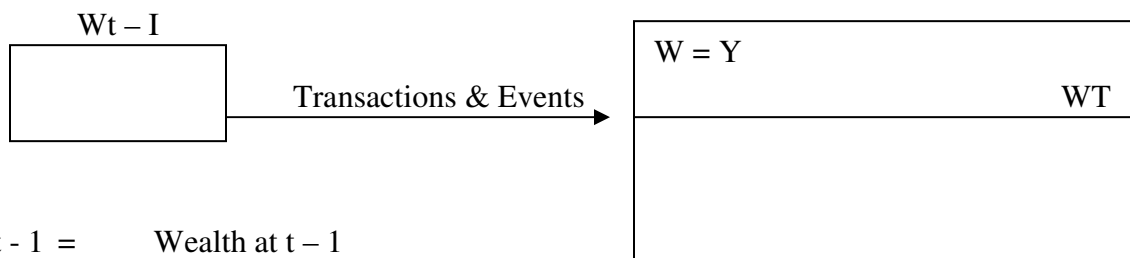 Wt – I
W = Y
Transactions & Events
WT
t - 1 = Wealth at t – 1